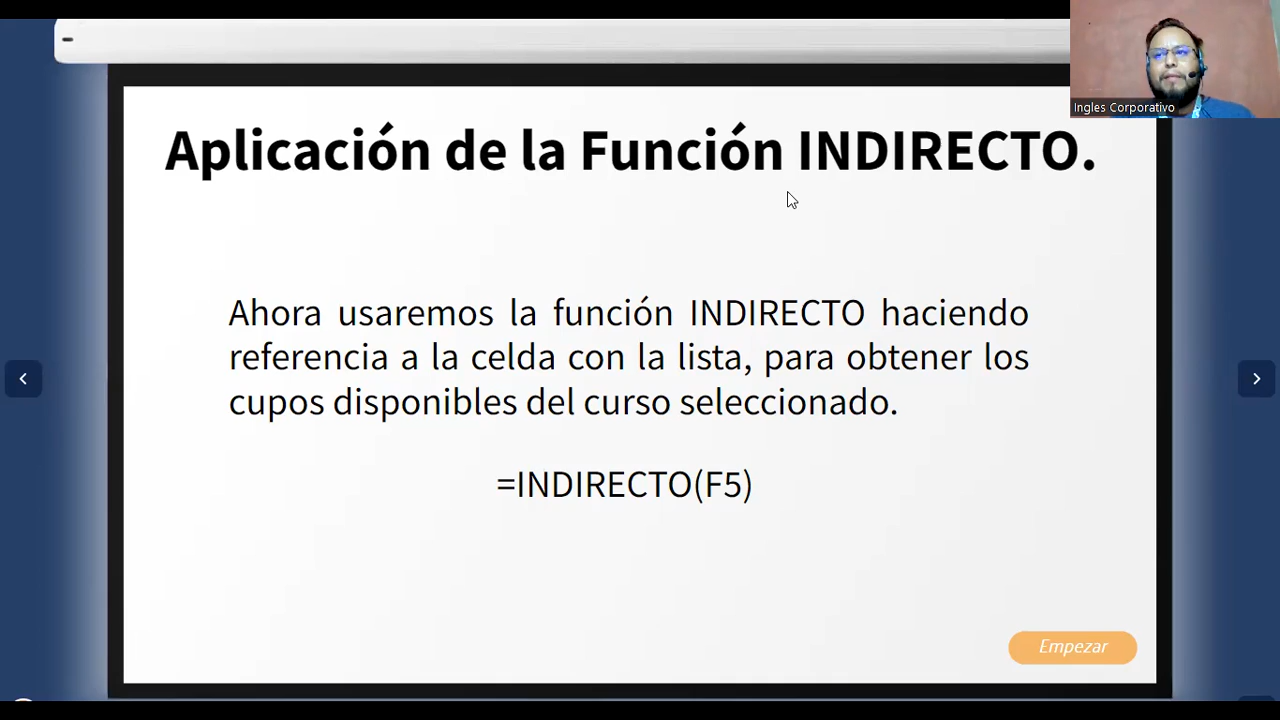 Ingles Corporativo
Aplicación de la Función INDIRECTO.
Ahora usaremos la función INDIRECTO haciendo
referencia a la celda con la lista, para obtener los
cupos disponibles del curso seleccionado.
=INDIRECTO(F5)
Empezar